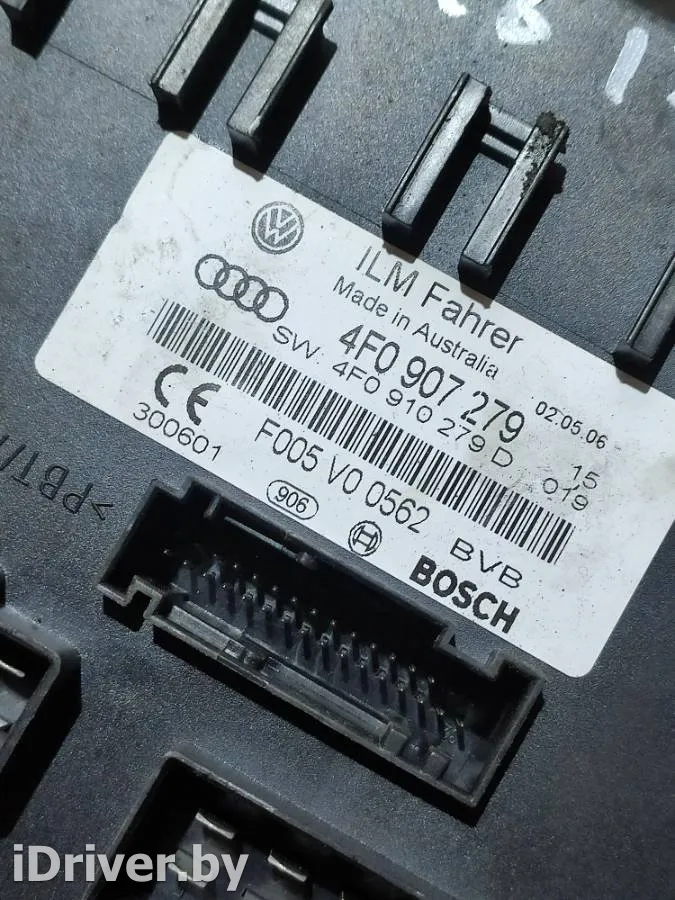 ILM Fahrer
Made in Australia
4F0 907 279
SW: 4F0 910 279 D
02.05.06
15
019
300601
F005 V0 0562
BVB
906
BOSCH
>PBT/
iDriver.by